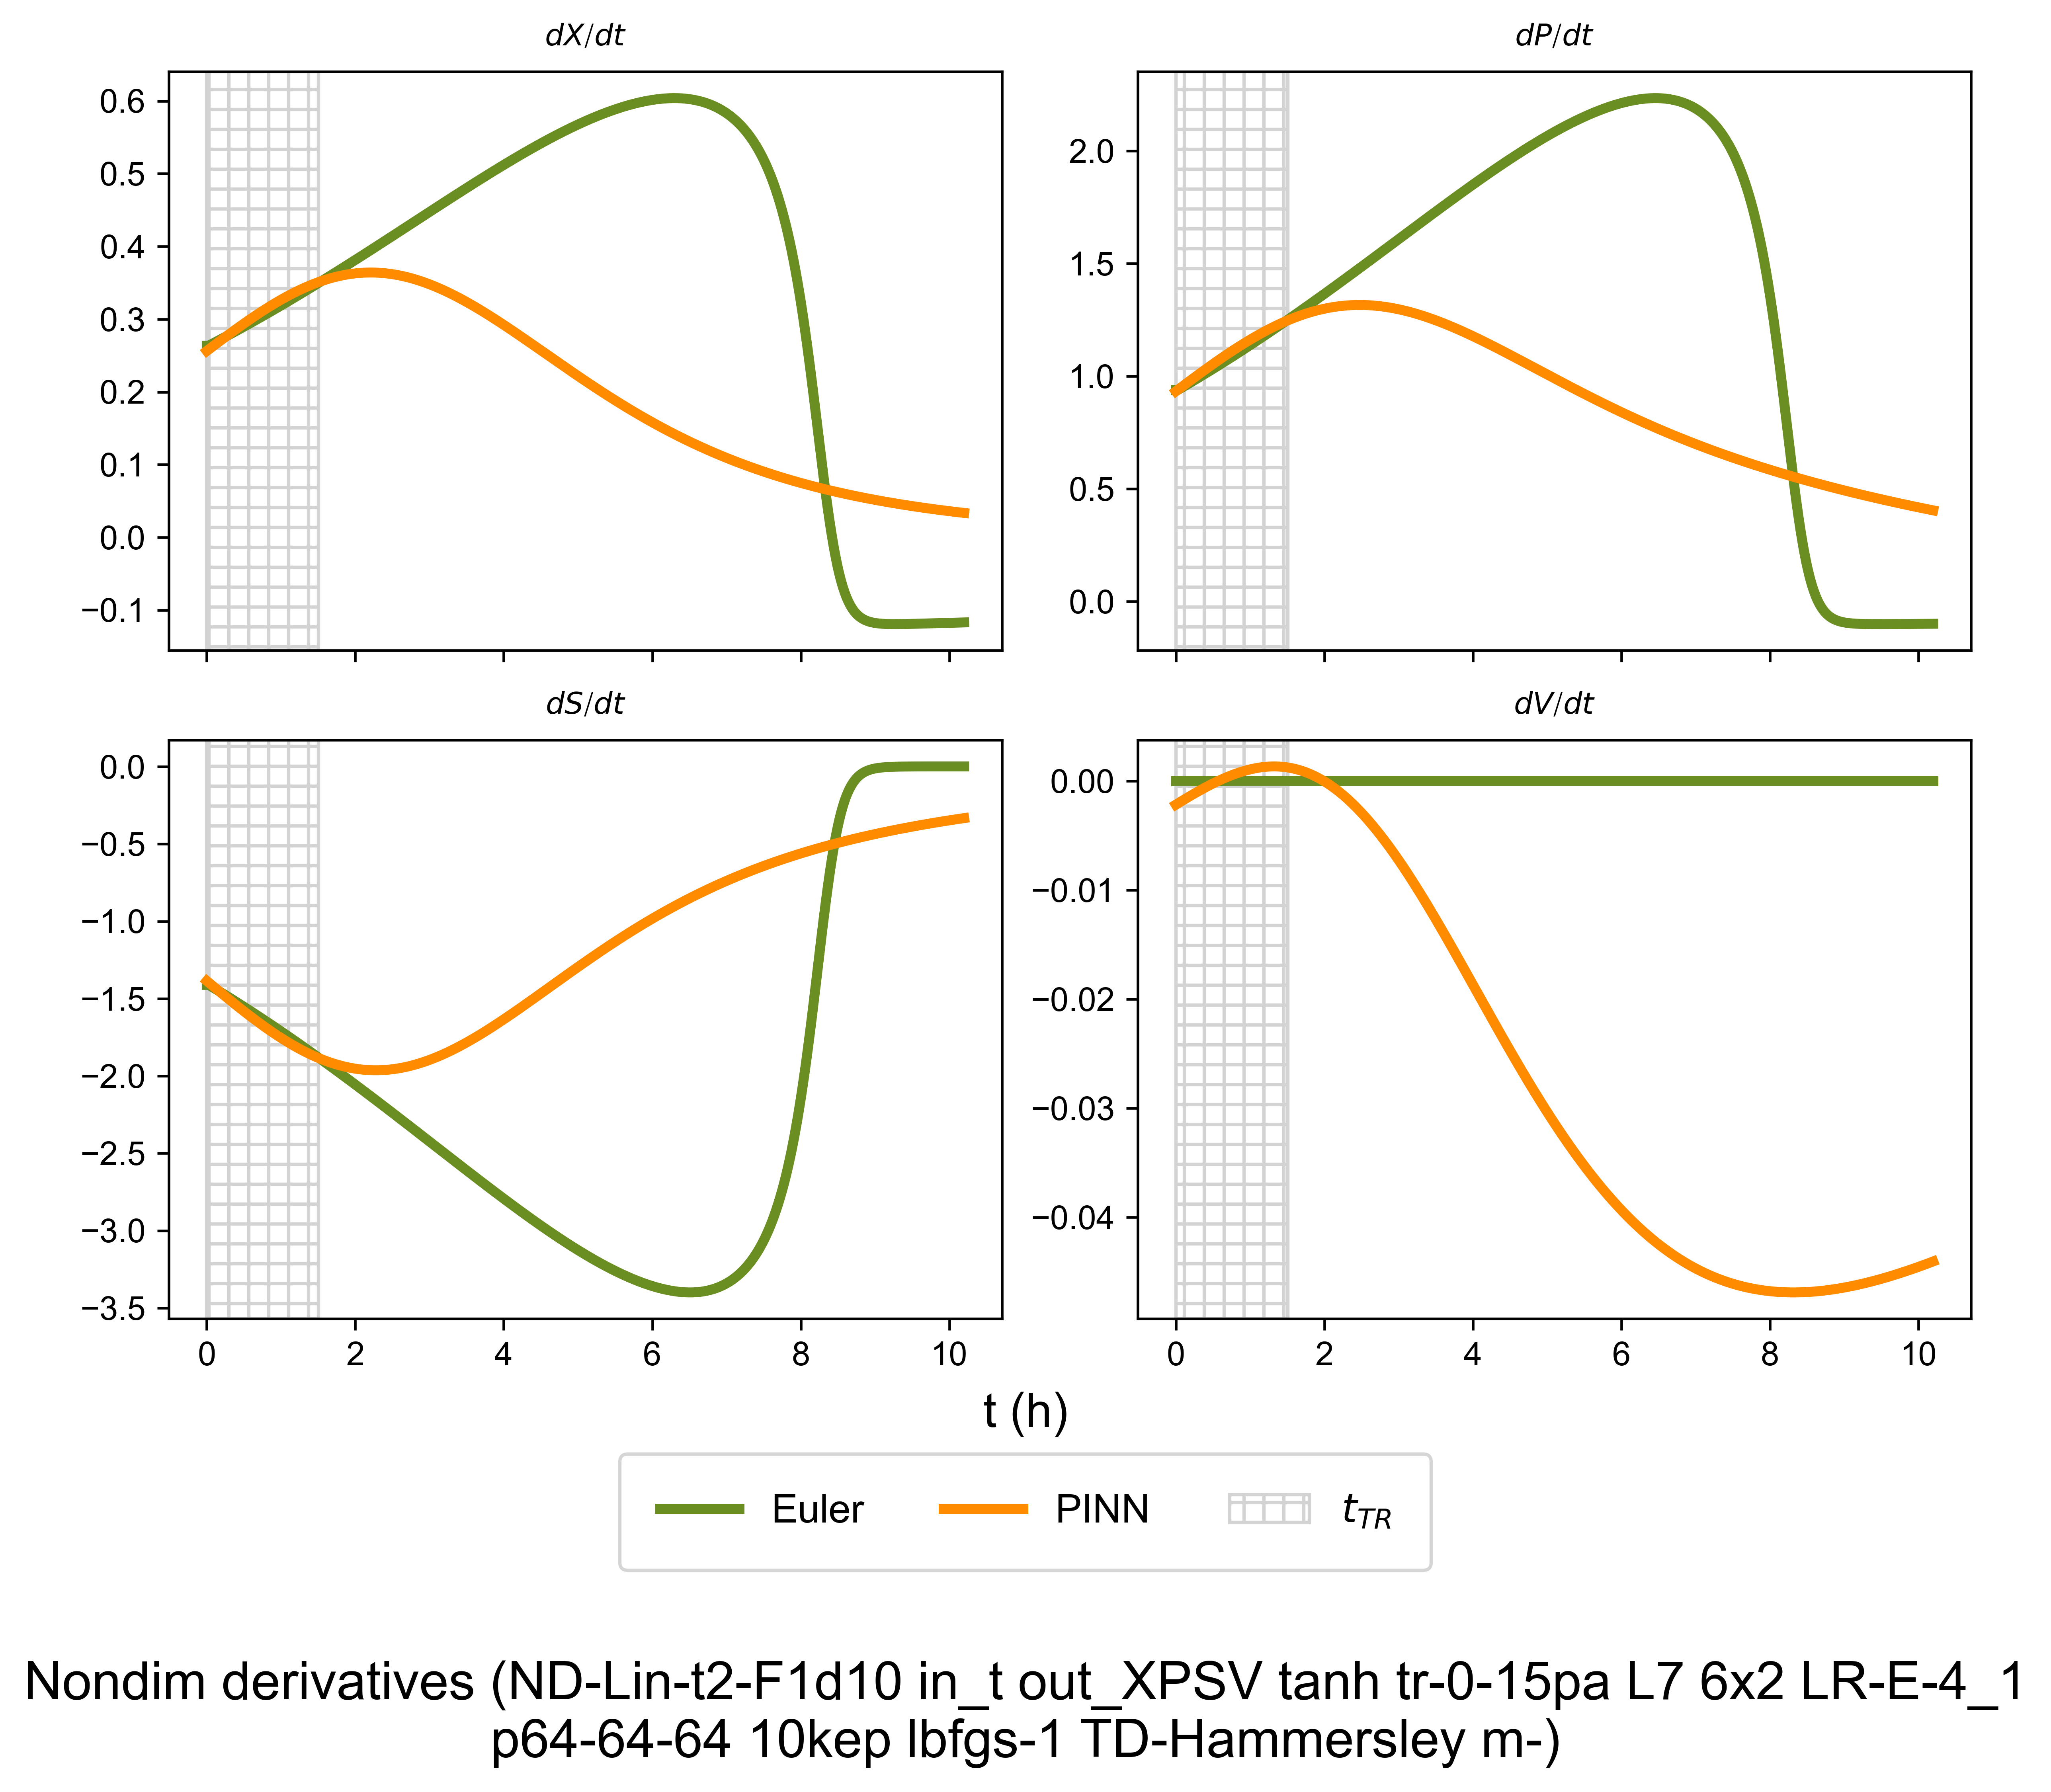 dX/dt
dP/dt
0.6
0.5
0.4
0.3
0.2
0.1
0.0
−0.1
2.0
1.5
1.0
0.5
0.0
dS/dt
dV/dt
0.0
−0.5
−1.0
−1.5
−2.0
−2.5
−3.0
−3.5
0 2 4 6 8 10
0.00
−0.01
−0.02
−0.03
−0.04
0 2 4 6 8 10
t (h)
Euler PINN t_TR
Nondim derivatives (ND-Lin-t2-F1d10 in_t out_XPSV tanh tr-0-15pa L7 6x2 LR-E-4_1
p64-64-64 10kep lbfgs-1 TD-Hammersley m-)